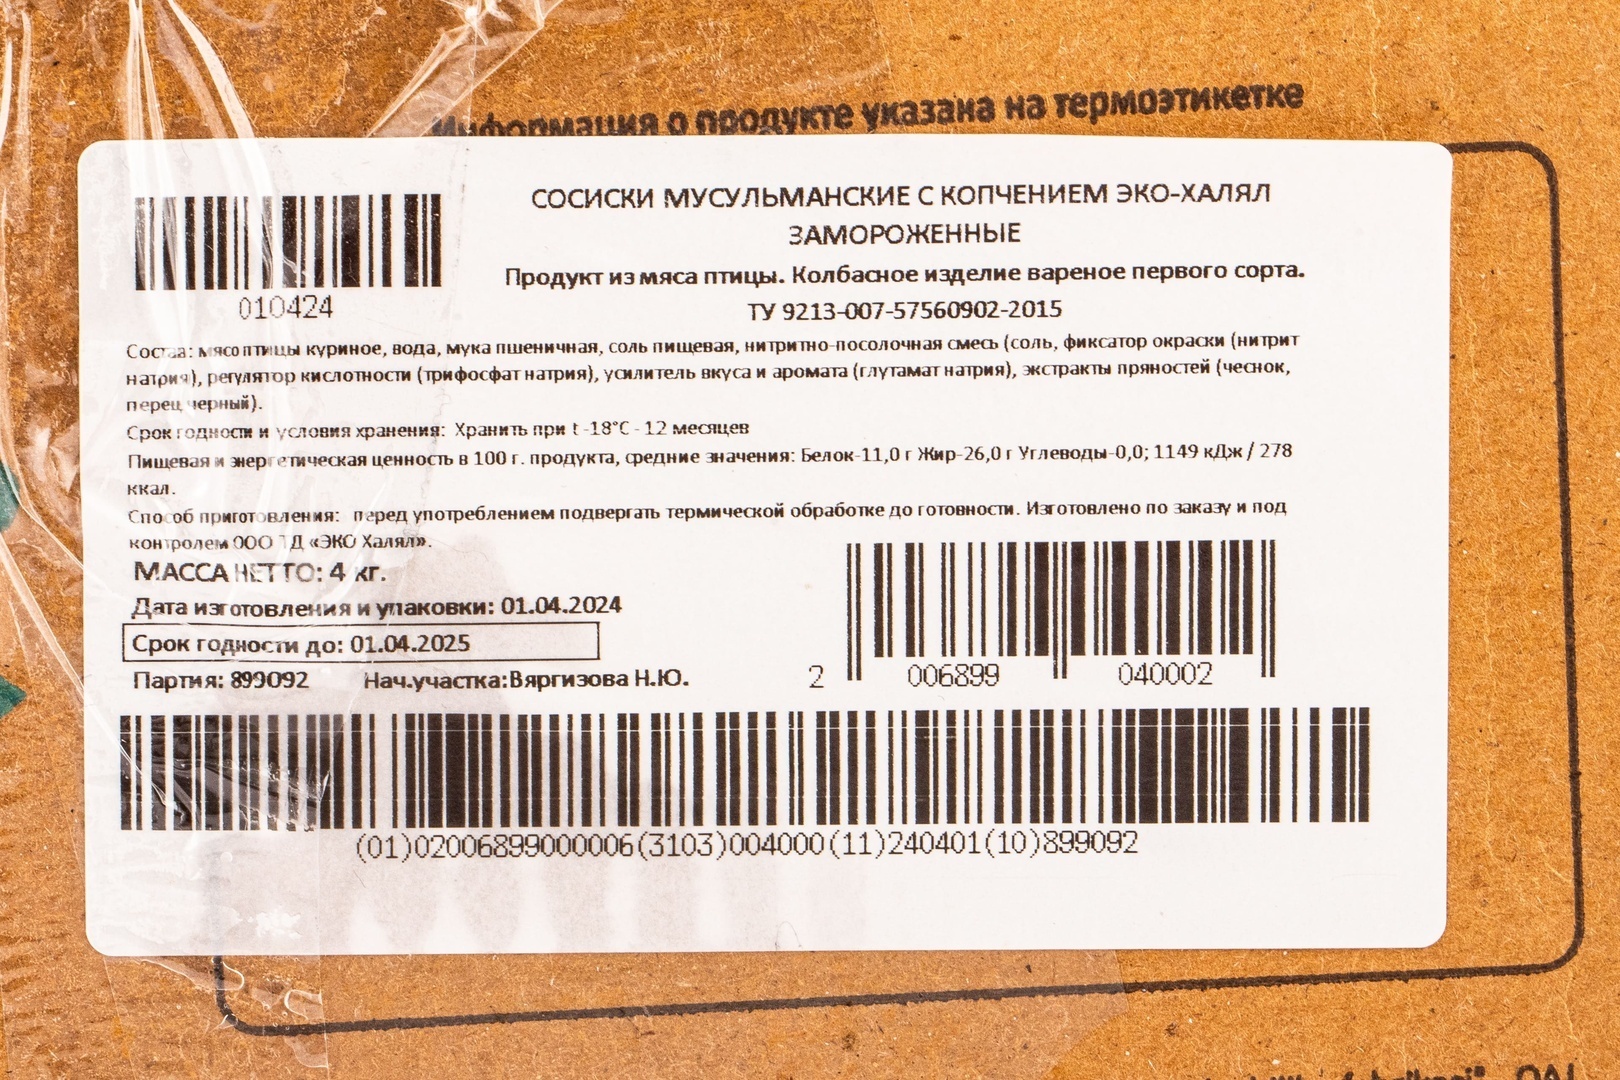 Информация о продукте указана на термоэтикетке
СОСИСКИ МУСУЛЬМАНСКИЕ С КОПЧЕНИЕМ ЭКО-ХАЛЯЛ
ЗАМОРОЖЕННЫЕ
Продукт из мяса птицы. Колбасное изделие вареное первого сорта.
ТУ 9213-007-57560902-2015
010424
Состав: мясо птицы куриное, вода, мука пшеничная, соль пищевая, нитритно-посолочная смесь (соль, фиксатор окраски (нитрит
натрия), регулятор кислотности (трифосфат натрия), усилитель вкуса и аромата (глутамат натрия), экстракты пряностей (чеснок,
перец черный).
Срок годности и условия хранения: Хранить при t -18°С - 12 месяцев
Пищевая и энергетическая ценность в 100 г. продукта, средние значения: Белок-11,0 г Жир-26,0 г Углеводы-0,0; 1149 кДж / 278
ккал.
Способ приготовления: перед употреблением подвергать термической обработке до готовности. Изготовлено по заказу и под
контролем ООО ТД «ЭКО Халял».
МАССА НЕТТО: 4 кг.
Дата изготовления и упаковки: 01.04.2024
Срок годности до: 01.04.2025
Партия: 899092 Нач.участка:Вяргизова Н.Ю.
2 006899 040002
(01)02006899000006(3103)004000(11)240401(10)899092